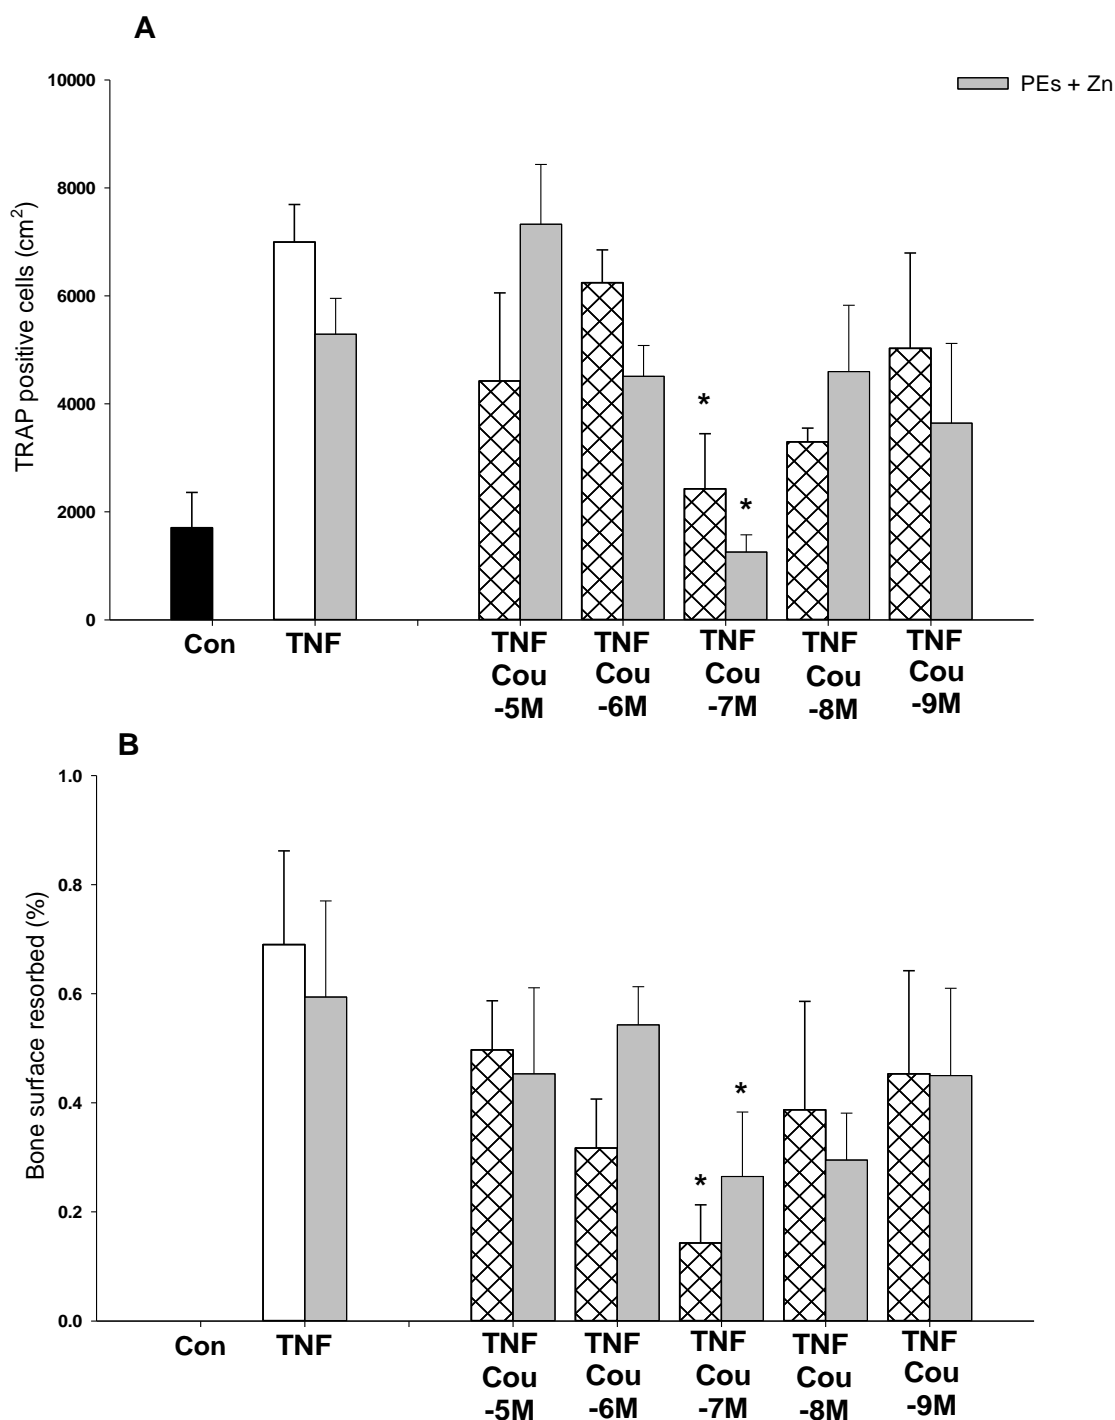 A
PEs + Zn
TRAP positive cells (cm²)
10000
8000
6000
4000
2000
0
*
*
Con
TNF
TNF
Cou
-5M
TNF
Cou
-6M
TNF
Cou
-7M
TNF
Cou
-8M
TNF
Cou
-9M
B
Bone surface resorbed (%)
1.0
0.8
0.6
0.4
0.2
0.0
*
*
Con
TNF
TNF
Cou
-5M
TNF
Cou
-6M
TNF
Cou
-7M
TNF
Cou
-8M
TNF
Cou
-9M